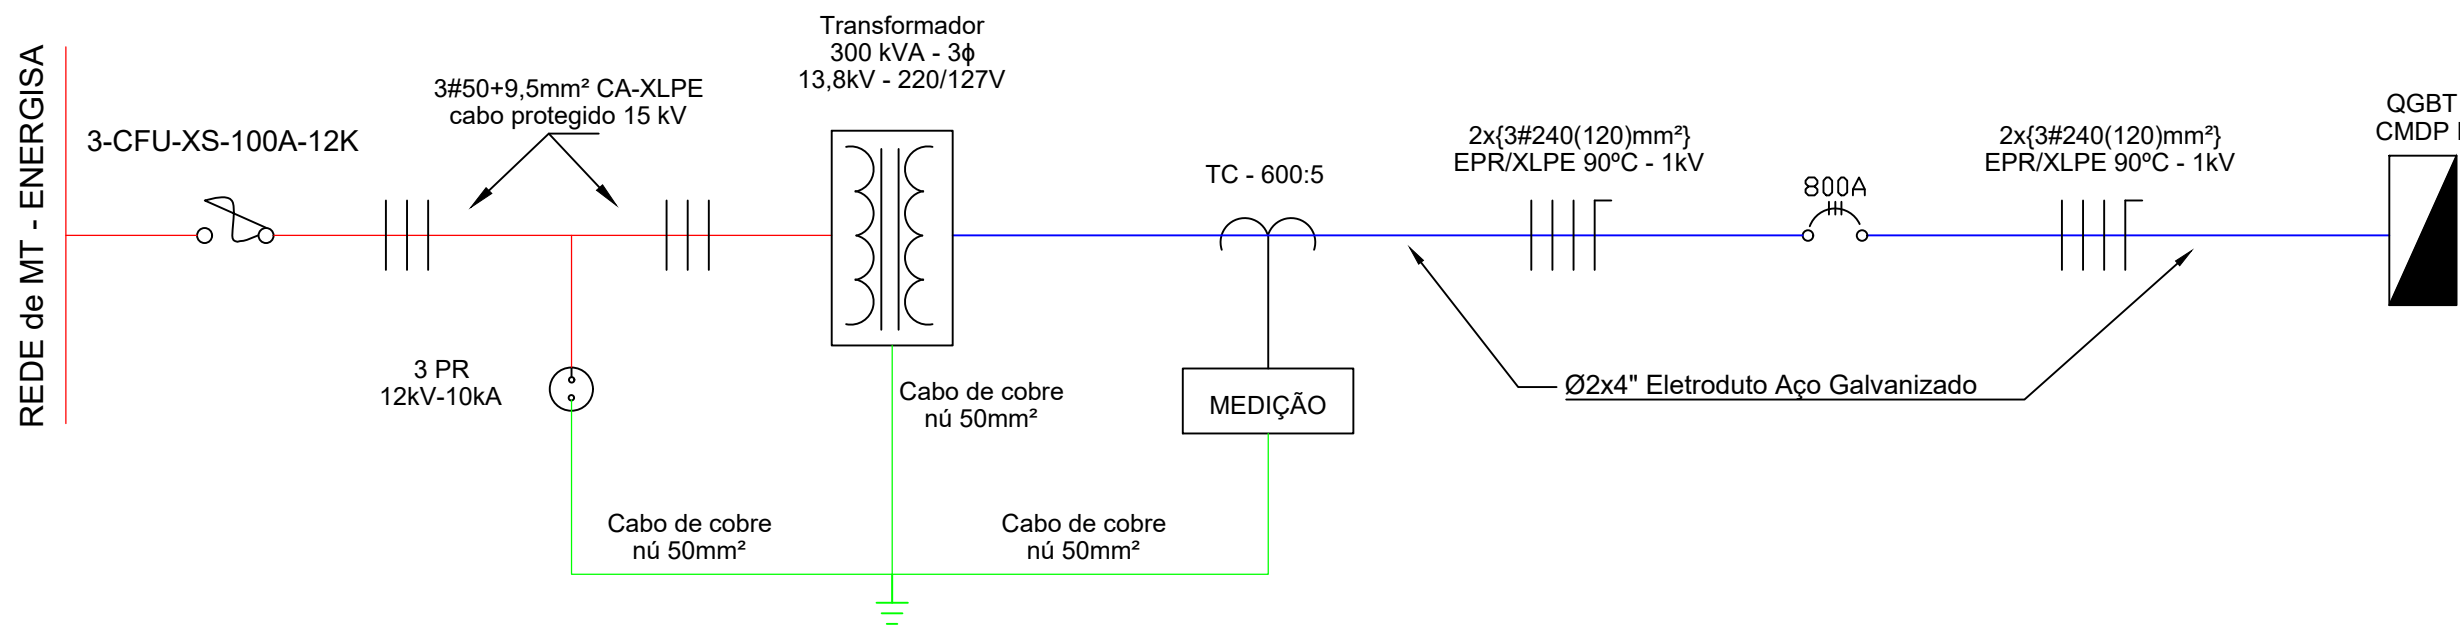 REDE de MT - ENERGISA
3-CFU-XS-100A-12K
3#50+9,5mm² CA-XLPE
cabo protegido 15 kV
Transformador
300 kVA - 3ϕ
13,8kV - 220/127V
TC - 600:5
2x{3#240(120)mm²}
EPR/XLPE 90ºC - 1kV
800A
2x{3#240(120)mm²}
EPR/XLPE 90ºC - 1kV
QGBT
CMDP
3 PR
12kV-10kA
Cabo de cobre
nú 50mm²
MEDIÇÃO
Ø2x4" Eletroduto Aço Galvanizado
Cabo de cobre
nú 50mm²
Cabo de cobre
nú 50mm²